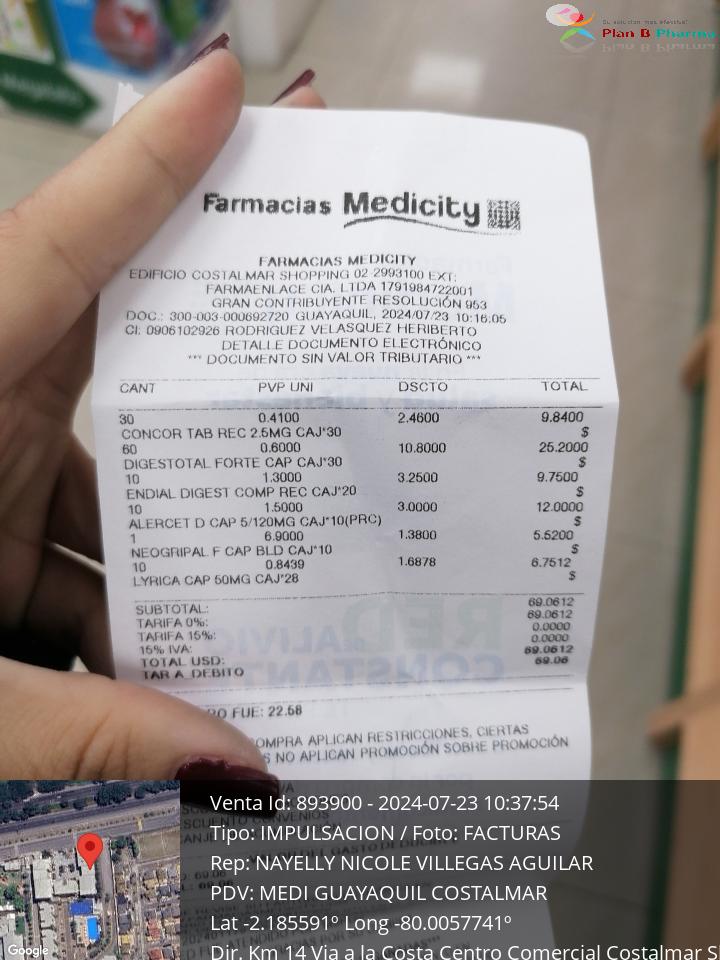 Su solucion mas efectiva!
Plan B Pharma
Farmacias Medicity
FARMACIAS MEDICITY
EDIFICIO COSTALMAR SHOPPING 02-2993100 EXT:
FARMAENLACE CIA. LTDA 1791984722001
GRAN CONTRIBUYENTE RESOLUCIÓN 953
DOC.: 300-003-000692720 GUAYAQUIL, 2024/07/23 10:16:05
CI: 0906102926 RODRIGUEZ VELASQUEZ HERIBERTO
DETALLE DOCUMENTO ELECTRÓNICO
*** DOCUMENTO SIN VALOR TRIBUTARIO ***
CANT PVP UNI DSCTO TOTAL
30 0.4100 2.4600 9.8400
CONCOR TAB REC 2.5MG CAJ*30 $
60 0.6000 10.8000 25.2000
DIGESTOTAL FORTE CAP CAJ*30 $
10 1.3000 3.2500 9.7500
ENDIAL DIGEST COMP REC CAJ*20 $
10 1.5000 3.0000 12.0000
ALERCET D CAP 5/120MG CAJ*10(PRC) $
1 6.9000 1.3800 5.5200
NEOGRIPAL F CAP BLD CAJ*10 $
10 0.8439 1.6878 6.7512
LYRICA CAP 50MG CAJ*28 $
SUBTOTAL: 69.0612
TARIFA 0%: 69.0612
TARIFA 15%: 0.0000
15% IVA: 0.0000
TOTAL USD: 69.0612
TAR A DEBITO 69.06
RO FUE: 22.58
COMPRA APLICAN RESTRICCIONES, CIERTAS
S NO APLICAN PROMOCIÓN SOBRE PROMOCIÓN
Venta Id: 893900 - 2024-07-23 10:37:54
Tipo: IMPULSACION / Foto: FACTURAS
Rep: NAYELLY NICOLE VILLEGAS AGUILAR
PDV: MEDI GUAYAQUIL COSTALMAR
Lat -2.185591º Long -80.0057741º
Dir. Km 14 Via a la Costa Centro Comercial Costalmar S
Google